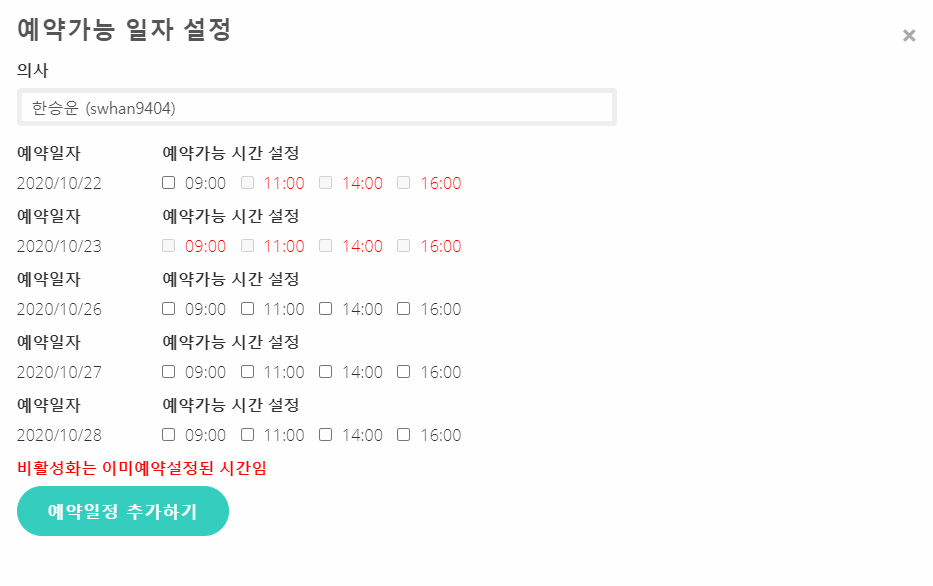 예약가능 일자 설정
×
의사
한승운 (swhan9404)
예약일자 예약가능 시간 설정
2020/10/22 09:00 11:00 14:00 16:00
예약일자 예약가능 시간 설정
2020/10/23 09:00 11:00 14:00 16:00
예약일자 예약가능 시간 설정
2020/10/26 09:00 11:00 14:00 16:00
예약일자 예약가능 시간 설정
2020/10/27 09:00 11:00 14:00 16:00
예약일자 예약가능 시간 설정
2020/10/28 09:00 11:00 14:00 16:00
비활성화는 이미예약설정된 시간임
예약일정 추가하기